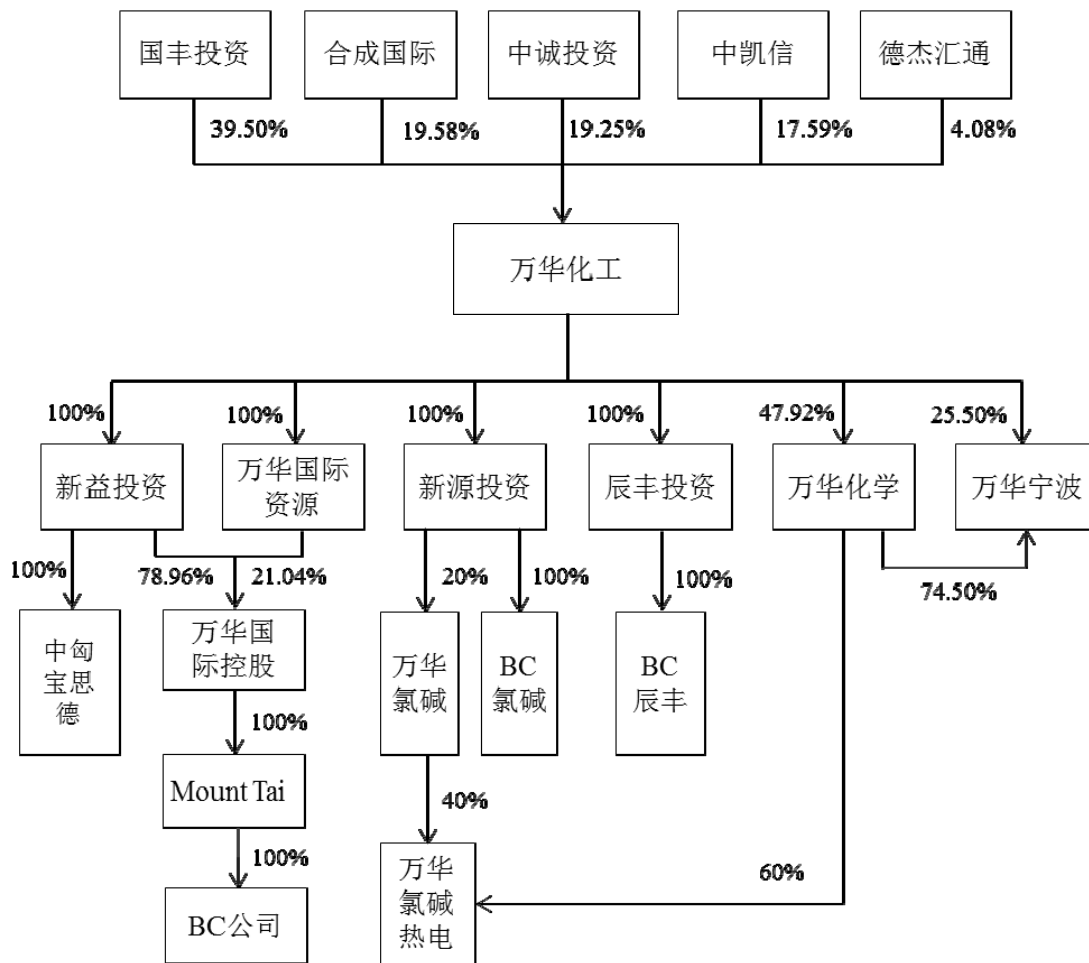 国丰投资
合成国际
中诚投资
中凯信
德杰汇通
39.50%
19.58%
19.25%
17.59%
4.08%
万华化工
100%
100%
100%
100%
47.92%
25.50%
新益投资
万华国际
资源
新源投资
辰丰投资
万华化学
万华宁波
100%
78.96%
21.04%
20%
100%
100%
74.50%
中匈
宝思
德
万华国
际控股
万华
氯碱
BC
氯碱
BC
辰丰
100%
Mount Tai
40%
100%
万华
氯碱
热电
60%
BC公司